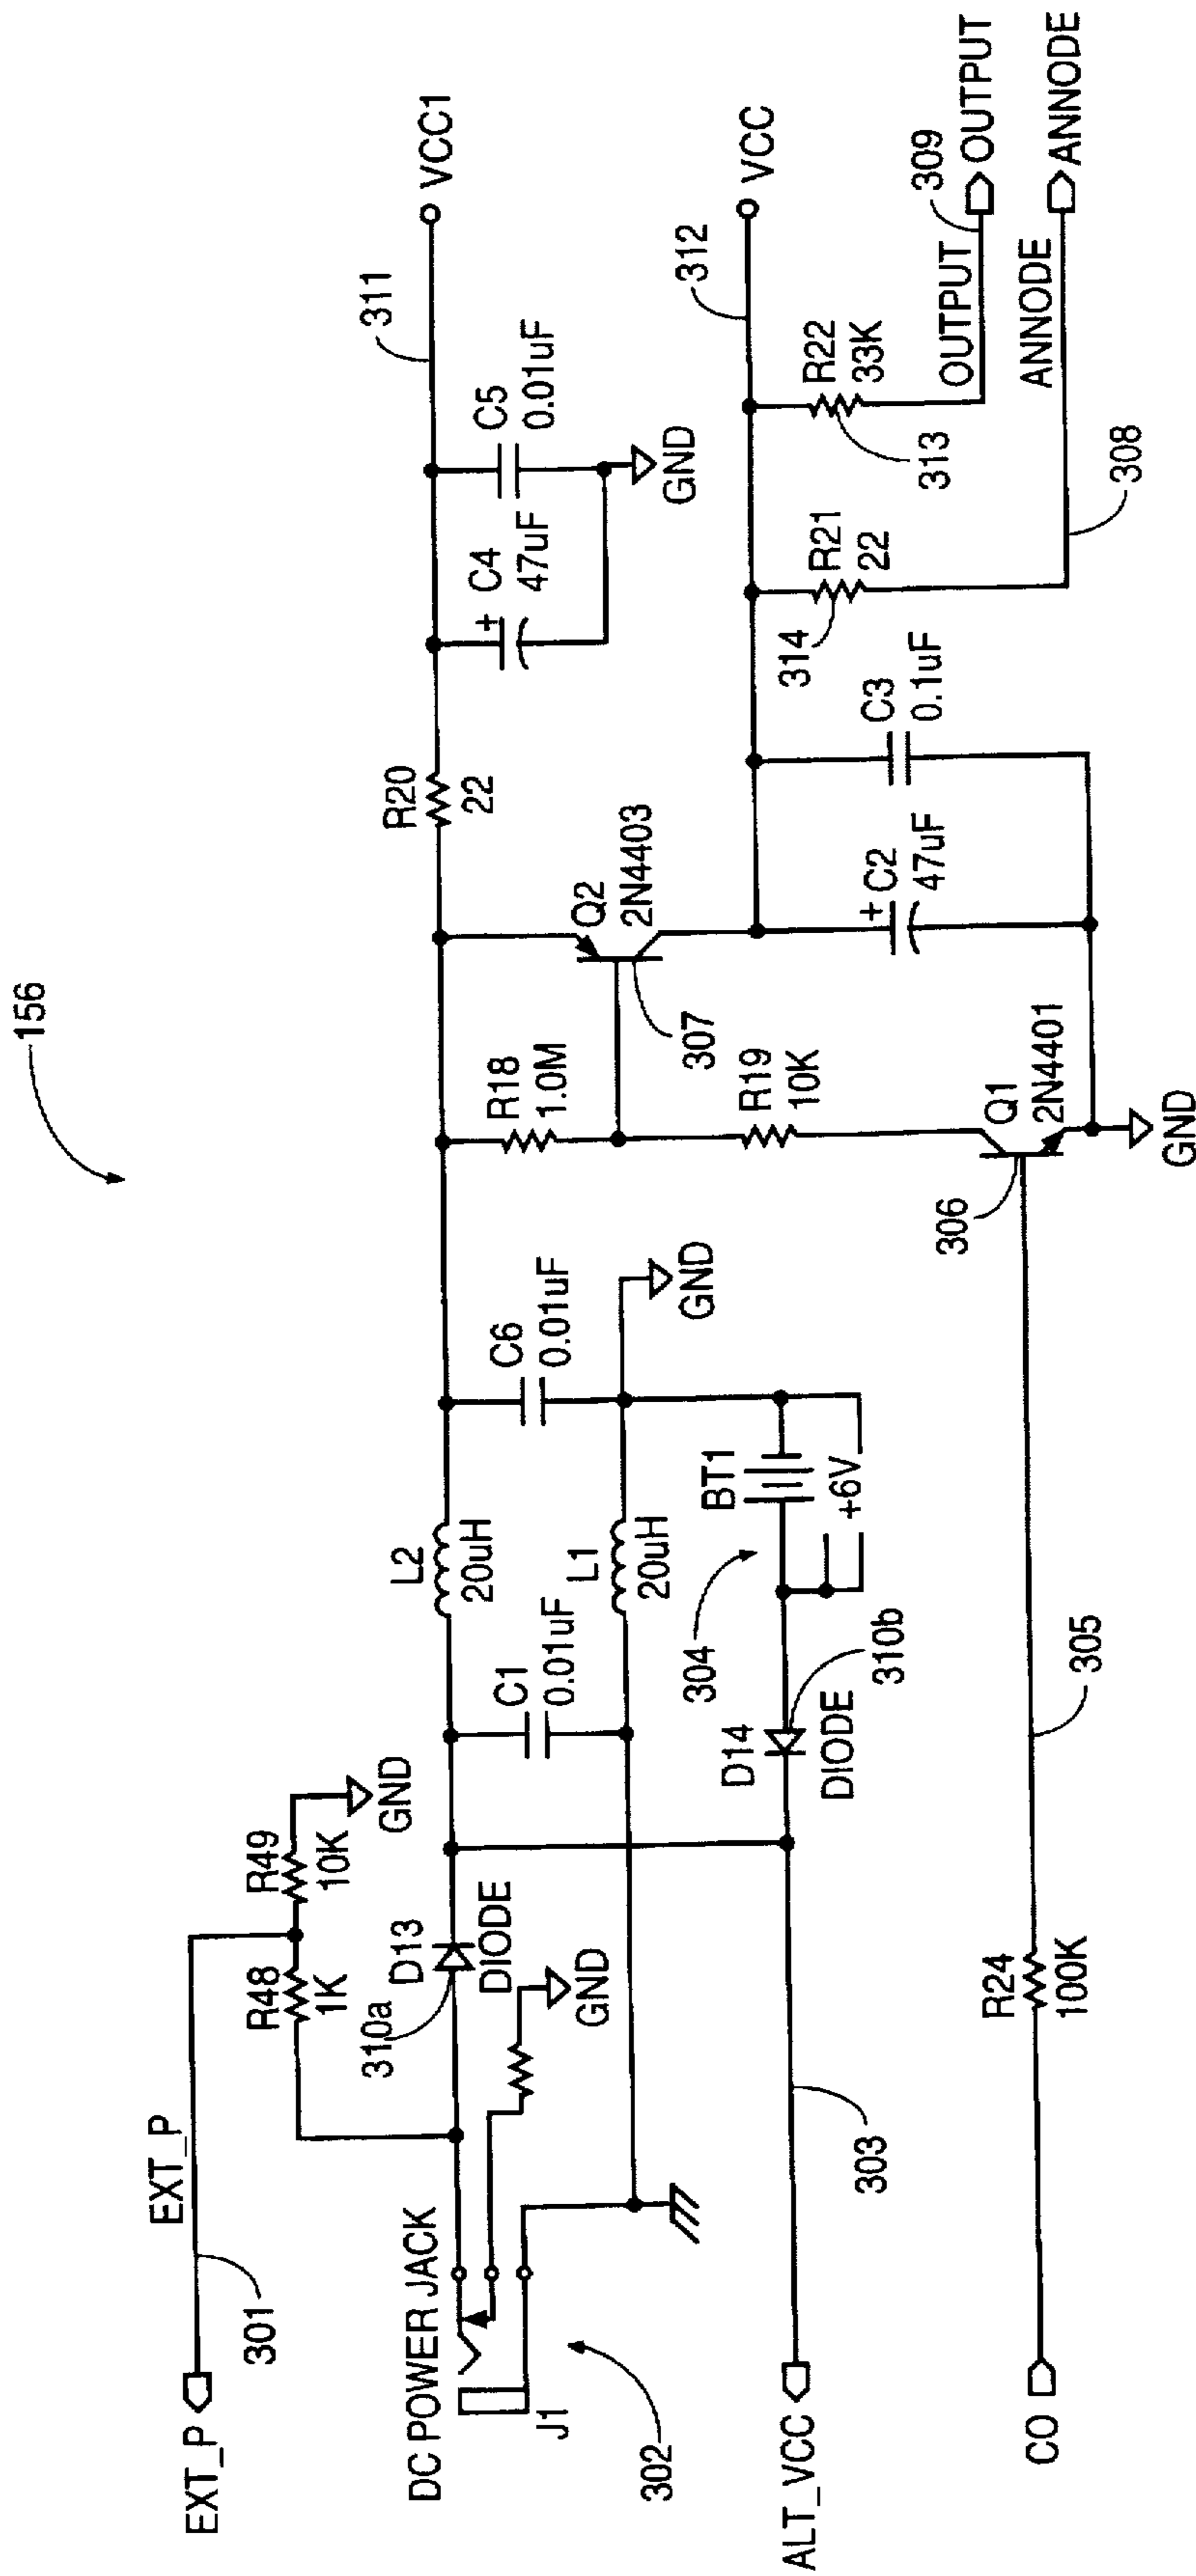 156
EXT_P
EXT_P
301
R48
1K
R49
10K
GND
DC POWER JACK
J1
302
310a
D13
DIODE
GND
C1
0.01uF
L2
20uH
L1
20uH
C6
0.01uF
GND
304
BT1
+6V
D14
DIODE
310b
ALT_VCC
303
CO
R24
100K
305
306
Q1
2N4401
GND
R18
1.0M
R19
10K
307
Q2
2N4403
R20
22
C4
+
47uF
C5
0.01uF
GND
311
VCC1
C2
+
47uF
C3
0.1uF
314
R21
22
313
R22
33K
312
VCC
OUTPUT
309
OUTPUT
ANNODE
ANNODE
308